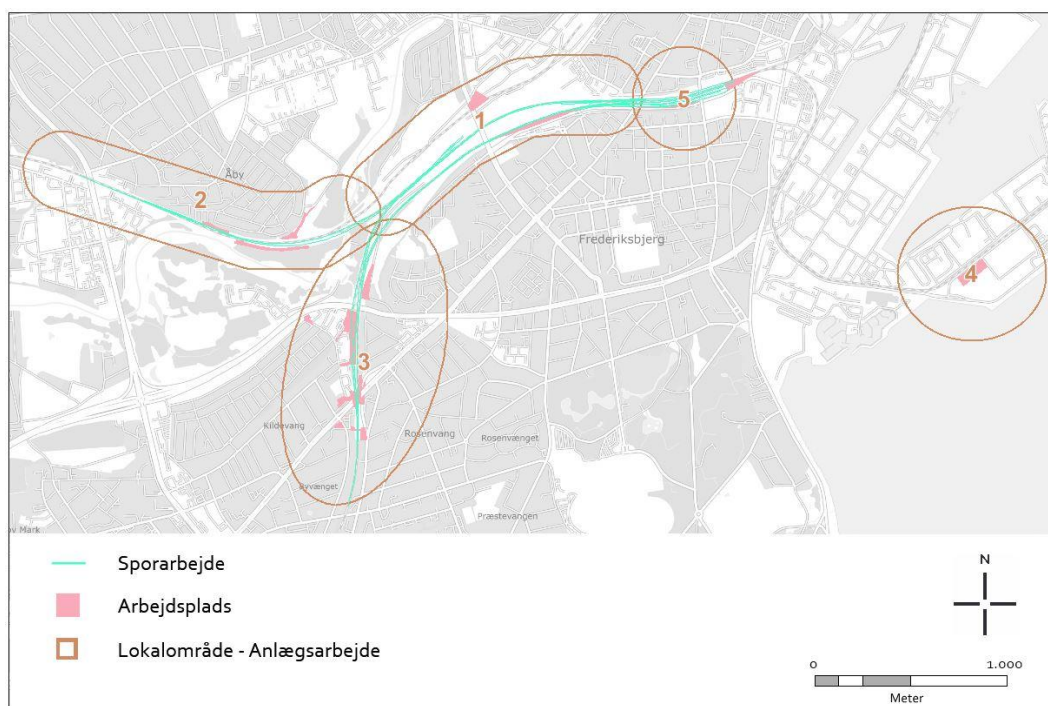 5
1
Åby
2
Frederiksbjerg
4
3
Kildevang
Rosenvang
Rosenvænget
Byvænget
Præstevangen
Mark
Sporarbejde
Arbejdsplads
Lokalområde - Anlægsarbejde
N
0
1.000
Meter